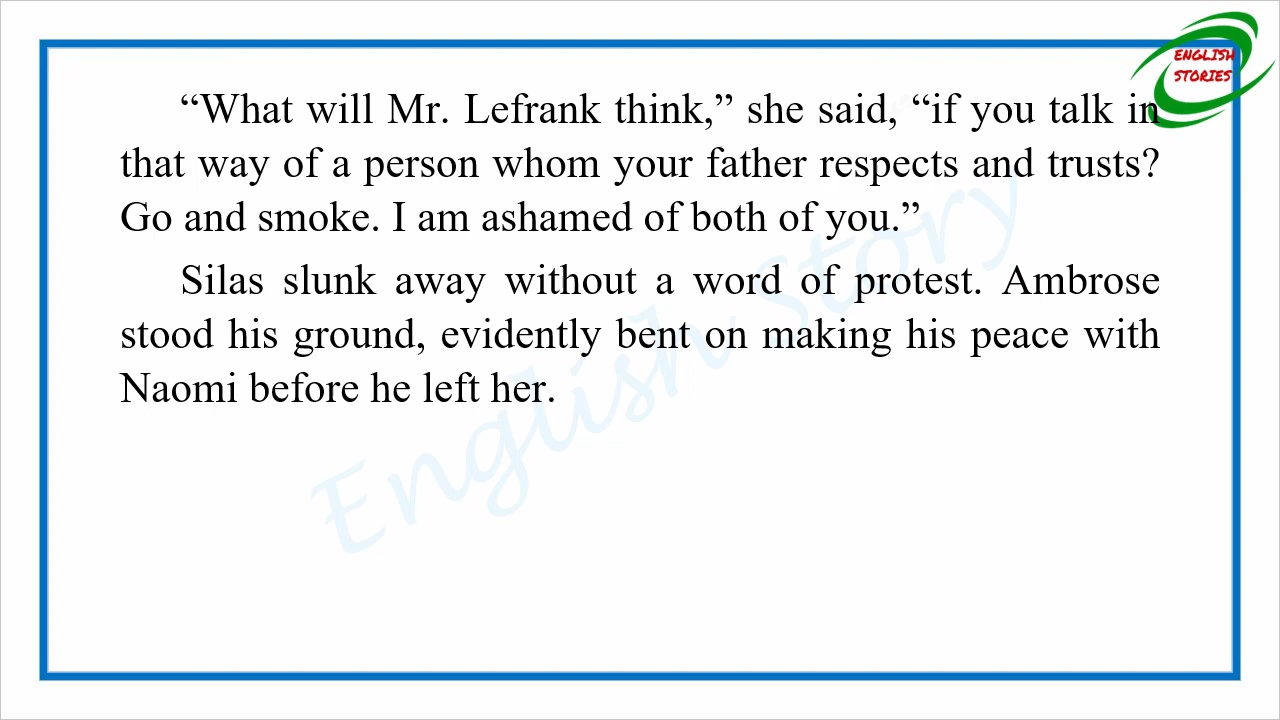 ENGLISH
STORIES
“What will Mr. Lefrank think,” she said, “if you talk in
that way of a person whom your father respects and trusts?
Go and smoke. I am ashamed of both of you.”
Silas slunk away without a word of protest. Ambrose
stood his ground, evidently bent on making his peace with
Naomi before he left her.
English Story